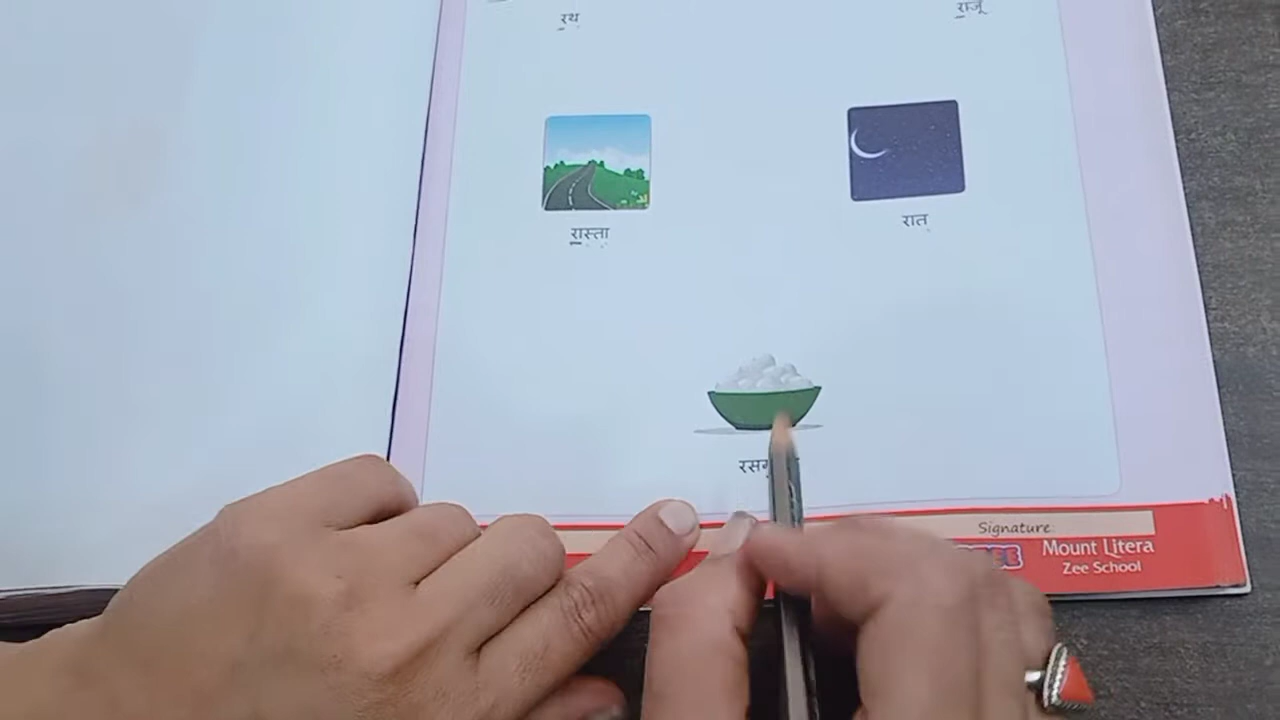 रथ
राजू
रास्ता
रात
Signature:
Mount Litera
Zee School